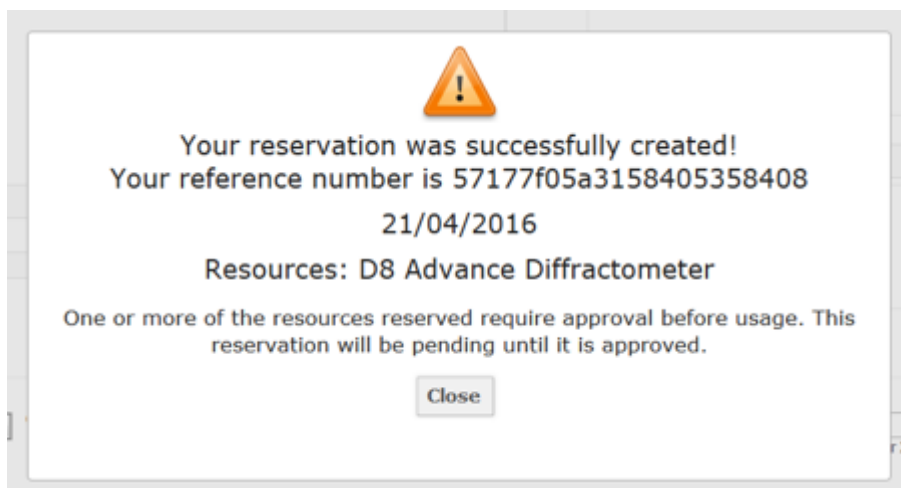 Your reservation was successfully created!
Your reference number is 57177f05a3158405358408
21/04/2016
Resources: D8 Advance Diffractometer
One or more of the resources reserved require approval before usage. This
reservation will be pending until it is approved.
Close